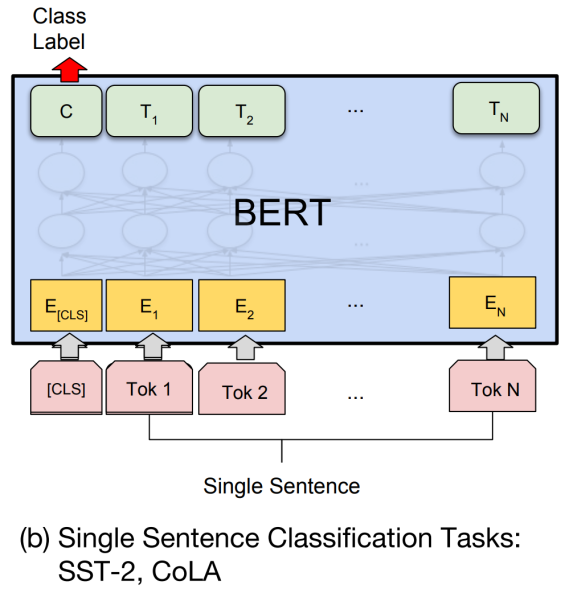 Class
Label
C T1 T2 ... TN
...
BERT
...
E[CLS] E1 E2 ... EN
[CLS] Tok 1 Tok 2 ... Tok N
Single Sentence
(b) Single Sentence Classification Tasks:
SST-2, CoLA